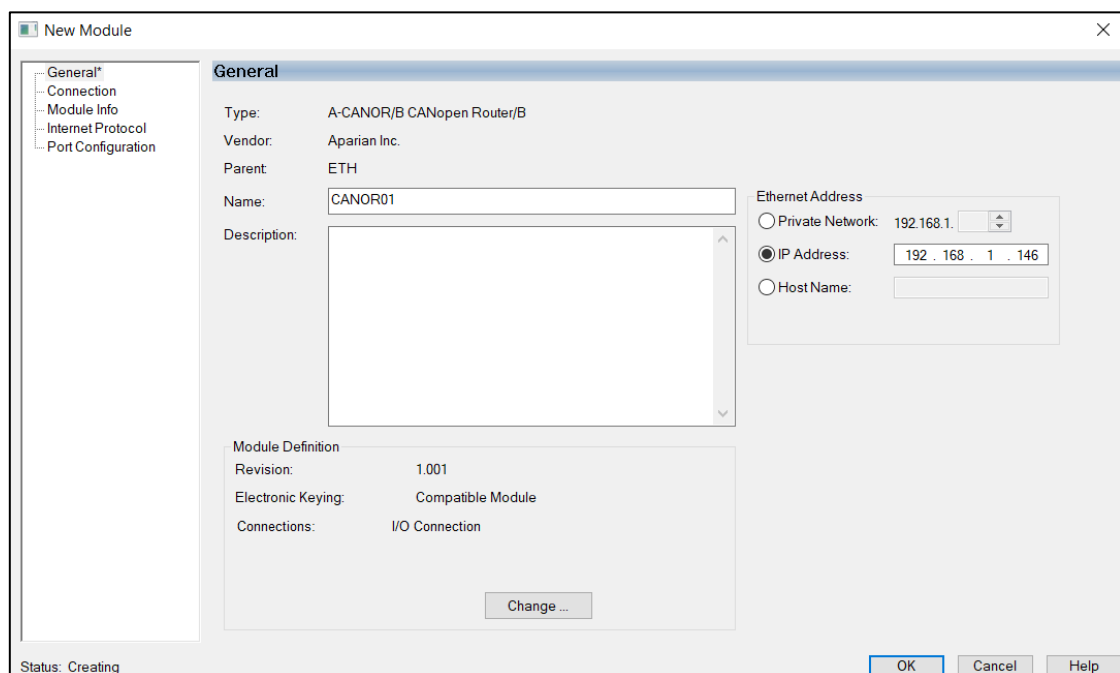 New Module
General*
Connection
Module Info
Internet Protocol
Port Configuration
General
Type: A-CANOR/B CANopen Router/B
Vendor: Aparian Inc.
Parent: ETH
Name: CANOR01
Description:
Ethernet Address
Private Network: 192.168.1.
IP Address: 192 . 168 . 1 . 146
Host Name:
Module Definition
Revision: 1.001
Electronic Keying: Compatible Module
Connections: I/O Connection
Change ...
Status: Creating
OK Cancel Help